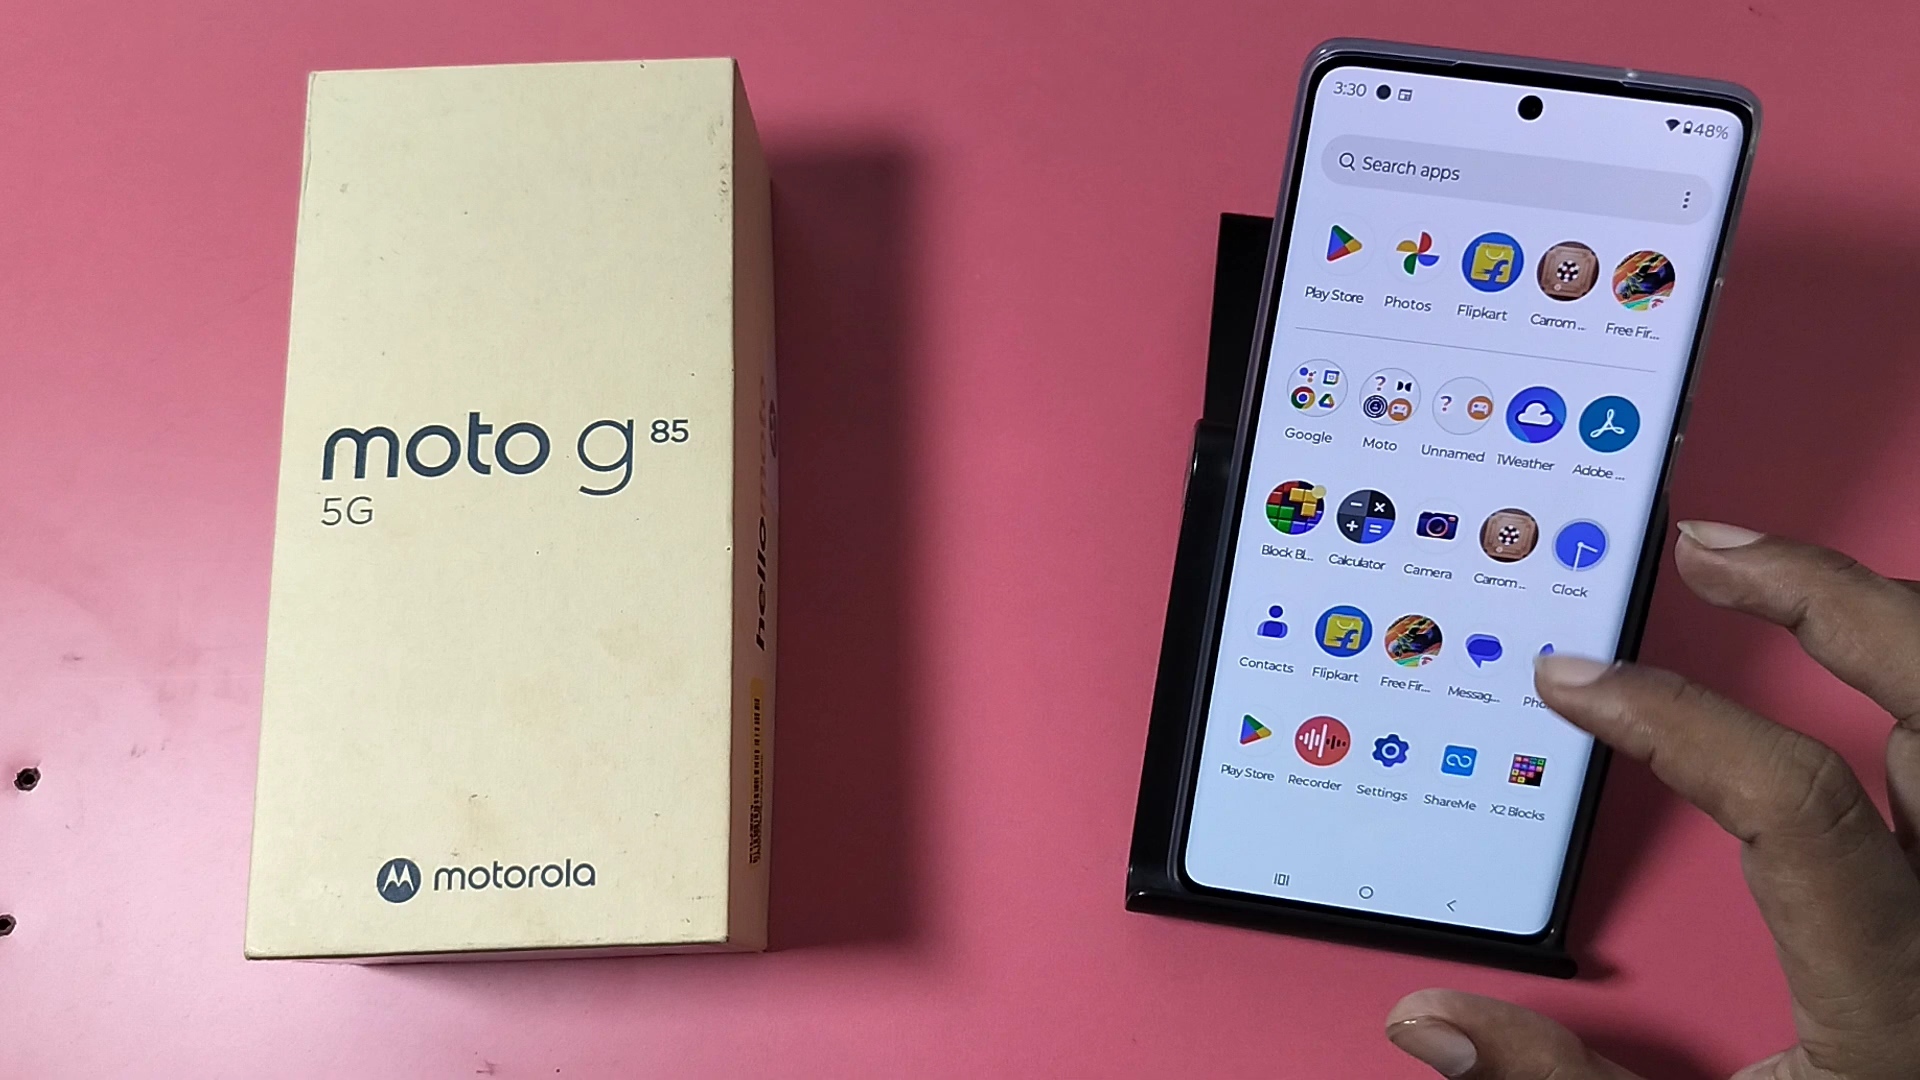 moto g 85
5G
motorola
hellomoto
3:30
48%
Search apps
Play Store
Photos
Flipkart
Carrom...
Free Fir...
Google
Moto
Unnamed
1Weather
Adobe ...
Block Bl...
Calculator
Camera
Carrom...
Clock
Contacts
Flipkart
Free Fir...
Messag...
Pho
Play Store
Recorder
Settings
ShareMe
X2 Blocks